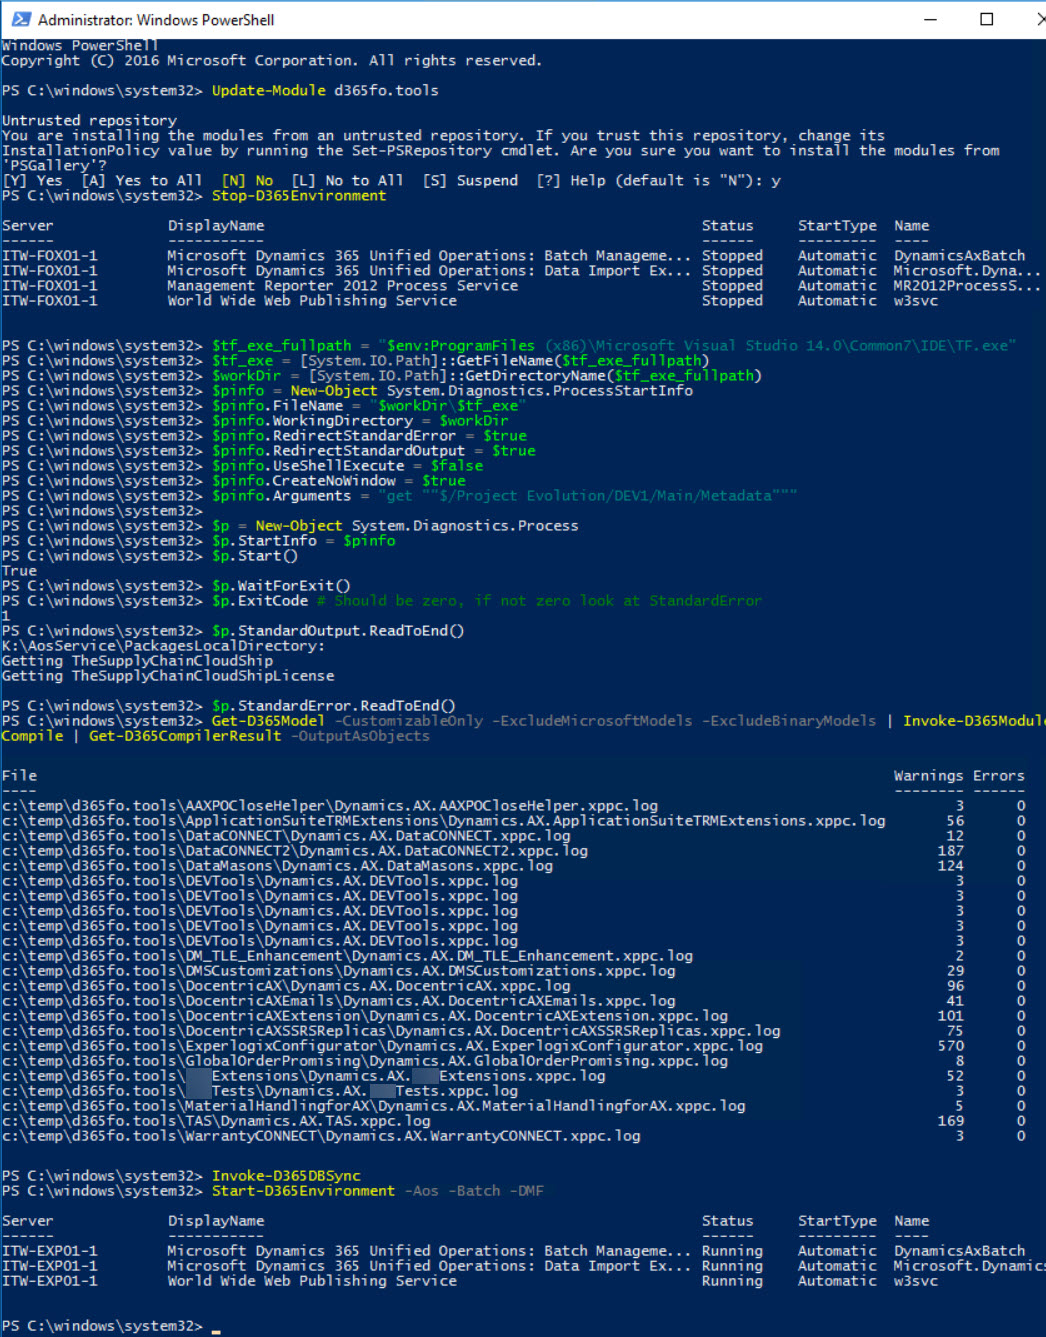 Administrator: Windows PowerShell
Windows PowerShell
Copyright (C) 2016 Microsoft Corporation. All rights reserved.
PS C:\windows\system32> Update-Module d365fo.tools
Untrusted repository
You are installing the modules from an untrusted repository. If you trust this repository, change its
InstallationPolicy value by running the Set-PSRepository cmdlet. Are you sure you want to install the modules from
'PSGallery'?
[Y] Yes  [A] Yes to All  [N] No  [L] No to All  [S] Suspend  [?] Help (default is "N"): y
PS C:\windows\system32> Stop-D365Environment
Server DisplayName Status StartType Name
------ ----------- ------ --------- ----
ITW-FOX01-1 Microsoft Dynamics 365 Unified Operations: Batch Manageme... Stopped Automatic DynamicsAxBatch
ITW-FOX01-1 Microsoft Dynamics 365 Unified Operations: Data Import Ex... Stopped Automatic Microsoft.Dyna...
ITW-FOX01-1 Management Reporter 2012 Process Service Stopped Automatic MR2012ProcessS...
ITW-FOX01-1 World Wide Web Publishing Service Stopped Automatic w3svc
PS C:\windows\system32> $tf_exe_fullpath = "$env:ProgramFiles (x86)\Microsoft Visual Studio 14.0\Common7\IDE\TF.exe"
PS C:\windows\system32> $tf_exe = [System.IO.Path]::GetFileName($tf_exe_fullpath)
PS C:\windows\system32> $workDir = [System.IO.Path]::GetDirectoryName($tf_exe_fullpath)
PS C:\windows\system32> $pinfo = New-Object System.Diagnostics.ProcessStartInfo
PS C:\windows\system32> $pinfo.FileName = "$workDir\$tf_exe"
PS C:\windows\system32> $pinfo.WorkingDirectory = $workDir
PS C:\windows\system32> $pinfo.RedirectStandardError = $true
PS C:\windows\system32> $pinfo.RedirectStandardOutput = $true
PS C:\windows\system32> $pinfo.UseShellExecute = $false
PS C:\windows\system32> $pinfo.CreateNoWindow = $true
PS C:\windows\system32> $pinfo.Arguments = "get ""$/Project Evolution/DEV1/Main/Metadata"""
PS C:\windows\system32>
PS C:\windows\system32> $p = New-Object System.Diagnostics.Process
PS C:\windows\system32> $p.StartInfo = $pinfo
PS C:\windows\system32> $p.Start()
True
PS C:\windows\system32> $p.WaitForExit()
PS C:\windows\system32> $p.ExitCode # Should be zero, if not zero look at StandardError
1
PS C:\windows\system32> $p.StandardOutput.ReadToEnd()
K:\AosService\PackagesLocalDirectory:
Getting TheSupplyChainCloudShip
Getting TheSupplyChainCloudShipLicense
PS C:\windows\system32> $p.StandardError.ReadToEnd()
PS C:\windows\system32> Get-D365Model -CustomizableOnly -ExcludeMicrosoftModels -ExcludeBinaryModels | Invoke-D365Module
Compile | Get-D365CompilerResult -OutputAsObjects
File Warnings Errors
---- -------- ------
c:\temp\d365fo.tools\AAXPOCloseHelper\Dynamics.AX.AAXPOCloseHelper.xppc.log 3 0
c:\temp\d365fo.tools\ApplicationSuiteTRMExtensions\Dynamics.AX.ApplicationSuiteTRMExtensions.xppc.log 56 0
c:\temp\d365fo.tools\DataCONNECT\Dynamics.AX.DataCONNECT.xppc.log 12 0
c:\temp\d365fo.tools\DataCONNECT2\Dynamics.AX.DataCONNECT2.xppc.log 187 0
c:\temp\d365fo.tools\DataMasons\Dynamics.AX.DataMasons.xppc.log 124 0
c:\temp\d365fo.tools\DEVTools\Dynamics.AX.DEVTools.xppc.log 3 0
c:\temp\d365fo.tools\DEVTools\Dynamics.AX.DEVTools.xppc.log 3 0
c:\temp\d365fo.tools\DEVTools\Dynamics.AX.DEVTools.xppc.log 3 0
c:\temp\d365fo.tools\DEVTools\Dynamics.AX.DEVTools.xppc.log 3 0
c:\temp\d365fo.tools\DEVTools\Dynamics.AX.DEVTools.xppc.log 3 0
c:\temp\d365fo.tools\DM_TLE_Enhancement\Dynamics.AX.DM_TLE_Enhancement.xppc.log 2 0
c:\temp\d365fo.tools\DMSCustomizations\Dynamics.AX.DMSCustomizations.xppc.log 29 0
c:\temp\d365fo.tools\DocentricAX\Dynamics.AX.DocentricAX.xppc.log 96 0
c:\temp\d365fo.tools\DocentricAXEmails\Dynamics.AX.DocentricAXEmails.xppc.log 41 0
c:\temp\d365fo.tools\DocentricAXExtension\Dynamics.AX.DocentricAXExtension.xppc.log 101 0
c:\temp\d365fo.tools\DocentricAXSSRSReplicas\Dynamics.AX.DocentricAXSSRSReplicas.xppc.log 75 0
c:\temp\d365fo.tools\ExperlogixConfigurator\Dynamics.AX.ExperlogixConfigurator.xppc.log 570 0
c:\temp\d365fo.tools\GlobalOrderPromising\Dynamics.AX.GlobalOrderPromising.xppc.log 8 0
c:\temp\d365fo.tools\ Extensions\Dynamics.AX. Extensions.xppc.log 52 0
c:\temp\d365fo.tools\ Tests\Dynamics.AX. Tests.xppc.log 3 0
c:\temp\d365fo.tools\MaterialHandlingforAX\Dynamics.AX.MaterialHandlingforAX.xppc.log 5 0
c:\temp\d365fo.tools\TAS\Dynamics.AX.TAS.xppc.log 169 0
c:\temp\d365fo.tools\WarrantyCONNECT\Dynamics.AX.WarrantyCONNECT.xppc.log 3 0
PS C:\windows\system32> Invoke-D365DBSync
PS C:\windows\system32> Start-D365Environment -Aos -Batch -DMF
Server DisplayName Status StartType Name
------ ----------- ------ --------- ----
ITW-EXP01-1 Microsoft Dynamics 365 Unified Operations: Batch Manageme... Running Automatic DynamicsAxBatch
ITW-EXP01-1 Microsoft Dynamics 365 Unified Operations: Data Import Ex... Running Automatic Microsoft.Dynamics
ITW-EXP01-1 World Wide Web Publishing Service Running Automatic w3svc
PS C:\windows\system32> _